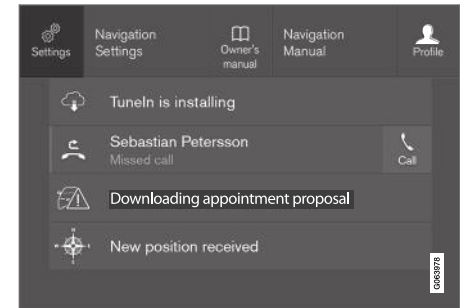 Settings
Navigation
Settings
Owner's
manual
Navigation
Manual
Profile
TuneIn is installing
Sebastian Petersson
Missed call
Call
Downloading appointment proposal
New position received
G063978